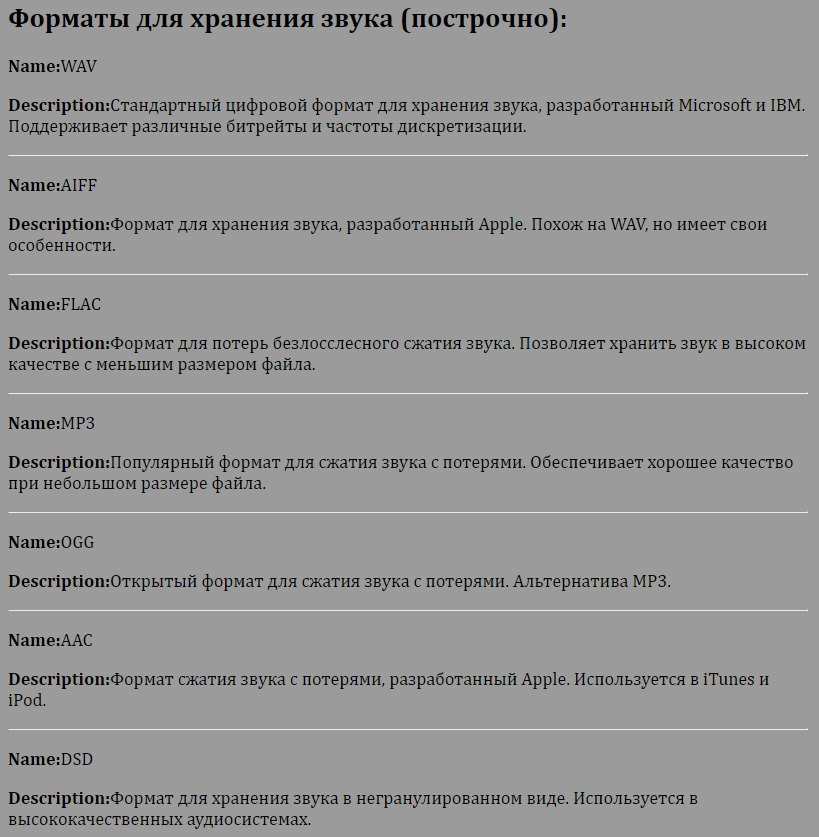 Форматы для хранения звука (построчно):
Name:WAV
Description:Стандартный цифровой формат для хранения звука, разработанный Microsoft и IBM.
Поддерживает различные битрейты и частоты дискретизации.
Name:AIFF
Description:Формат для хранения звука, разработанный Apple. Похож на WAV, но имеет свои
особенности.
Name:FLAC
Description:Формат для потерь безлосслесного сжатия звука. Позволяет хранить звук в высоком
качестве с меньшим размером файла.
Name:MP3
Description:Популярный формат для сжатия звука с потерями. Обеспечивает хорошее качество
при небольшом размере файла.
Name:OGG
Description:Открытый формат для сжатия звука с потерями. Альтернатива MP3.
Name:AAC
Description:Формат сжатия звука с потерями, разработанный Apple. Используется в iTunes и
iPod.
Name:DSD
Description:Формат для хранения звука в негранулированном виде. Используется в
высококачественных аудиосистемах.